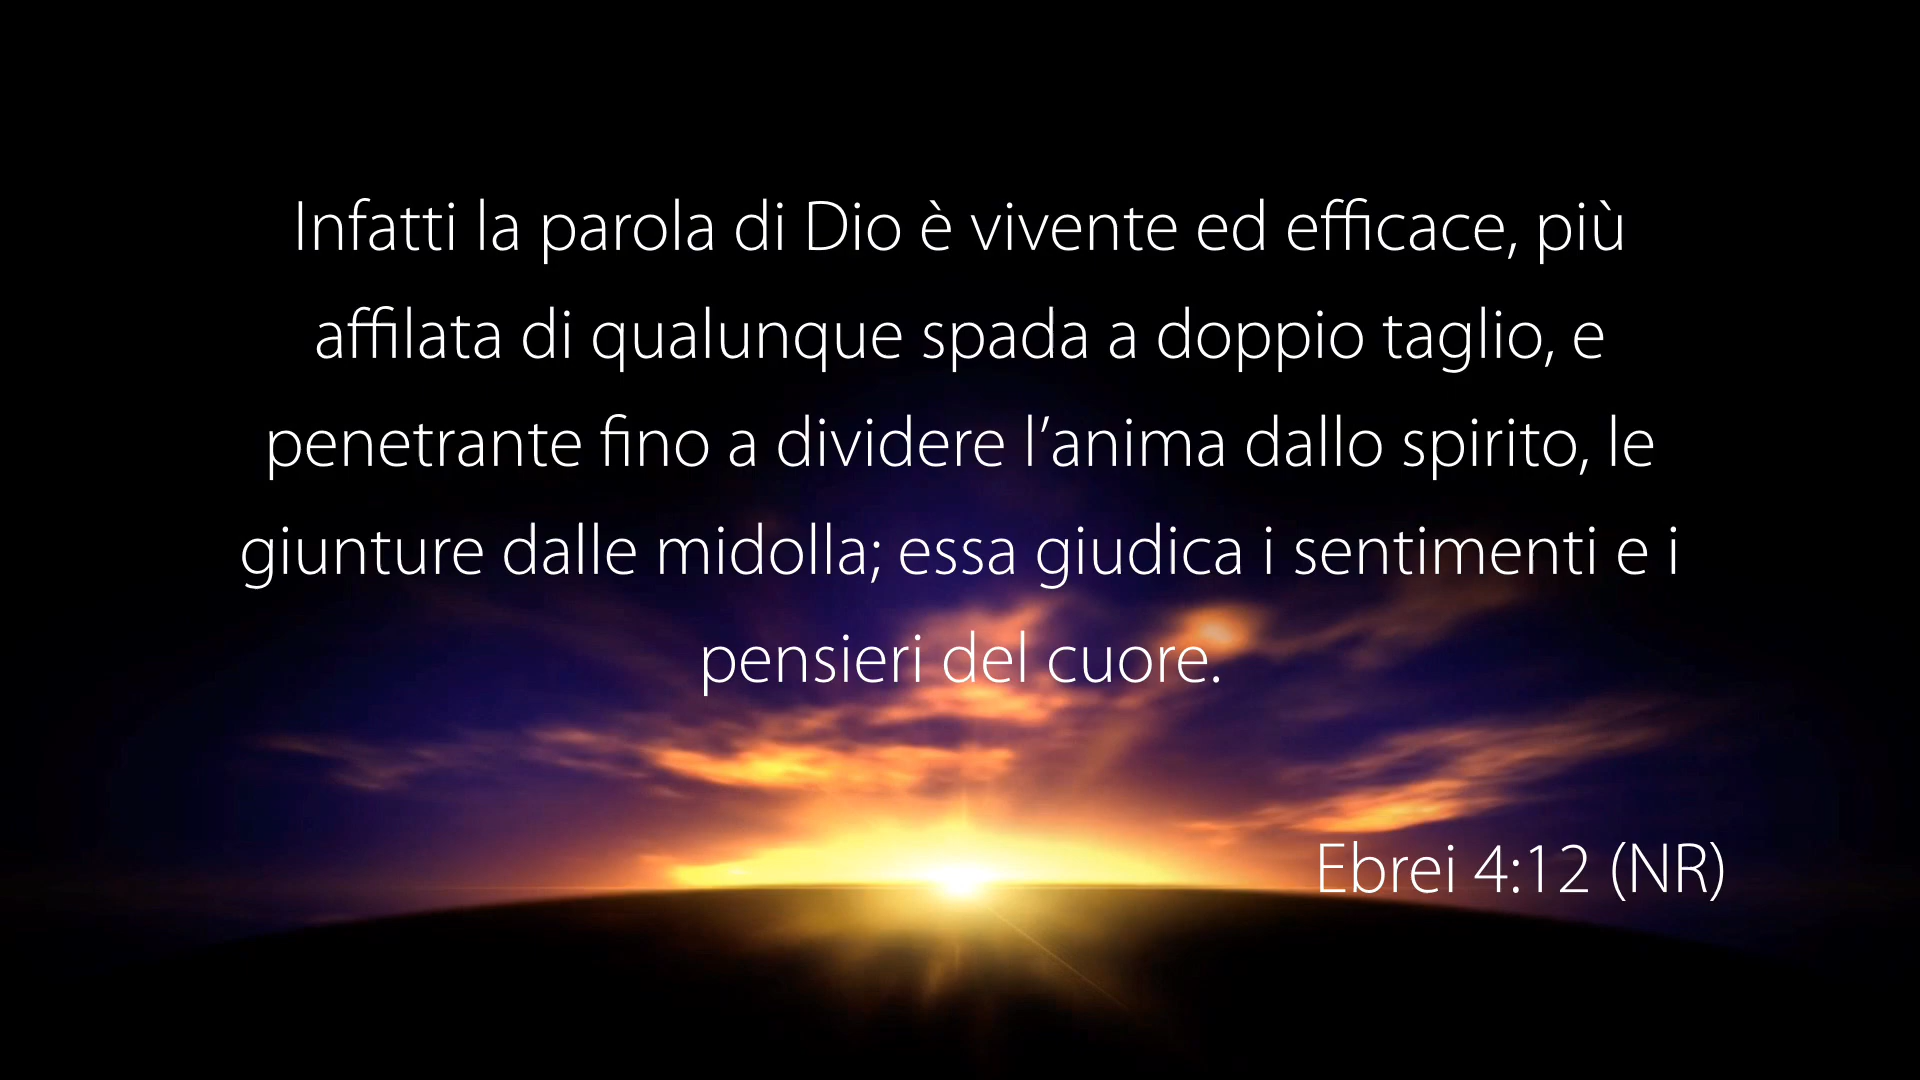 Infatti la parola di Dio è vivente ed efficace, più
affilata di qualunque spada a doppio taglio, e
penetrante fino a dividere l’anima dallo spirito, le
giunture dalle midolla; essa giudica i sentimenti e i
pensieri del cuore.
Ebrei 4:12 (NR)